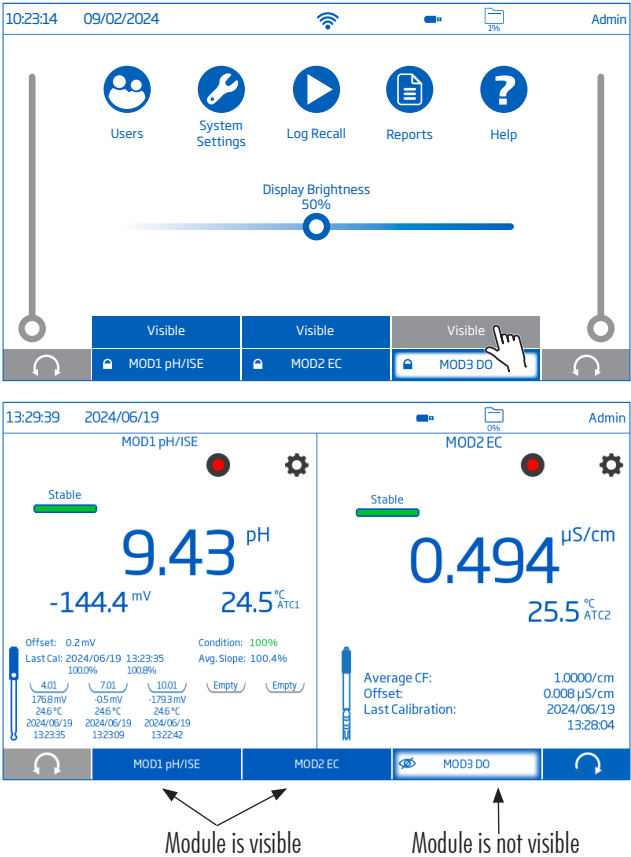 10:23:14 09/02/2024 1% Admin
Users System Settings Log Recall Reports Help
Display Brightness
50%
Visible Visible Visible
MOD1 pH/ISE MOD2 EC MOD3 DO
13:29:39 2024/06/19 0% Admin
MOD1 pH/ISE
Stable
9.43 pH
-144.4 mV 24.5 °C ATC1
Offset: 0.2 mV Condition: 100%
Last Cal: 2024/06/19 13:23:35 Avg. Slope: 100.4%
100.0% 100.8%
4.01 7.01 10.01 Empty Empty
176.8 mV -0.5 mV -179.3 mV
24.6 °C 24.6 °C 24.6 °C
2024/06/19 2024/06/19 2024/06/19
13:23:35 13:23:09 13:22:42
MOD2 EC
Stable
0.494 µS/cm
25.5 °C ATC2
Average CF: 1.0000/cm
Offset: 0.008 µS/cm
Last Calibration: 2024/06/19
13:28:04
MOD1 pH/ISE MOD2 EC MOD3 DO
Module is visible Module is not visible